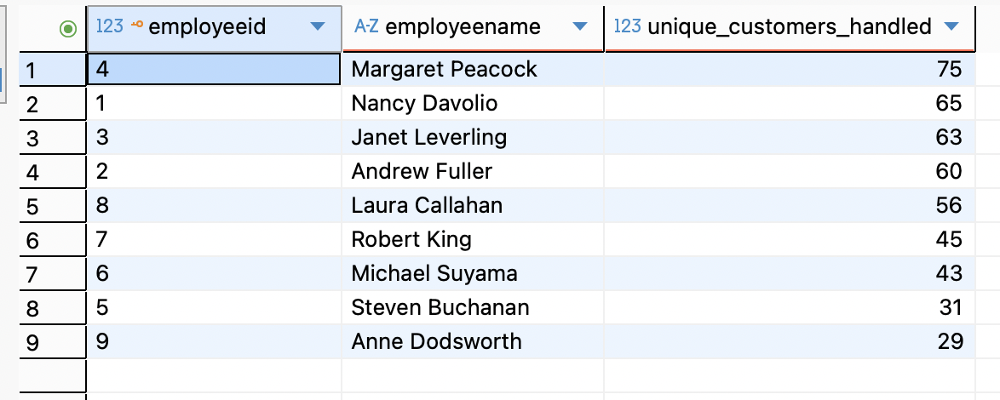 123 employeeid A-Z employeename 123 unique_customers_handled
1 4 Margaret Peacock 75
2 1 Nancy Davolio 65
3 3 Janet Leverling 63
4 2 Andrew Fuller 60
5 8 Laura Callahan 56
6 7 Robert King 45
7 6 Michael Suyama 43
8 5 Steven Buchanan 31
9 9 Anne Dodsworth 29